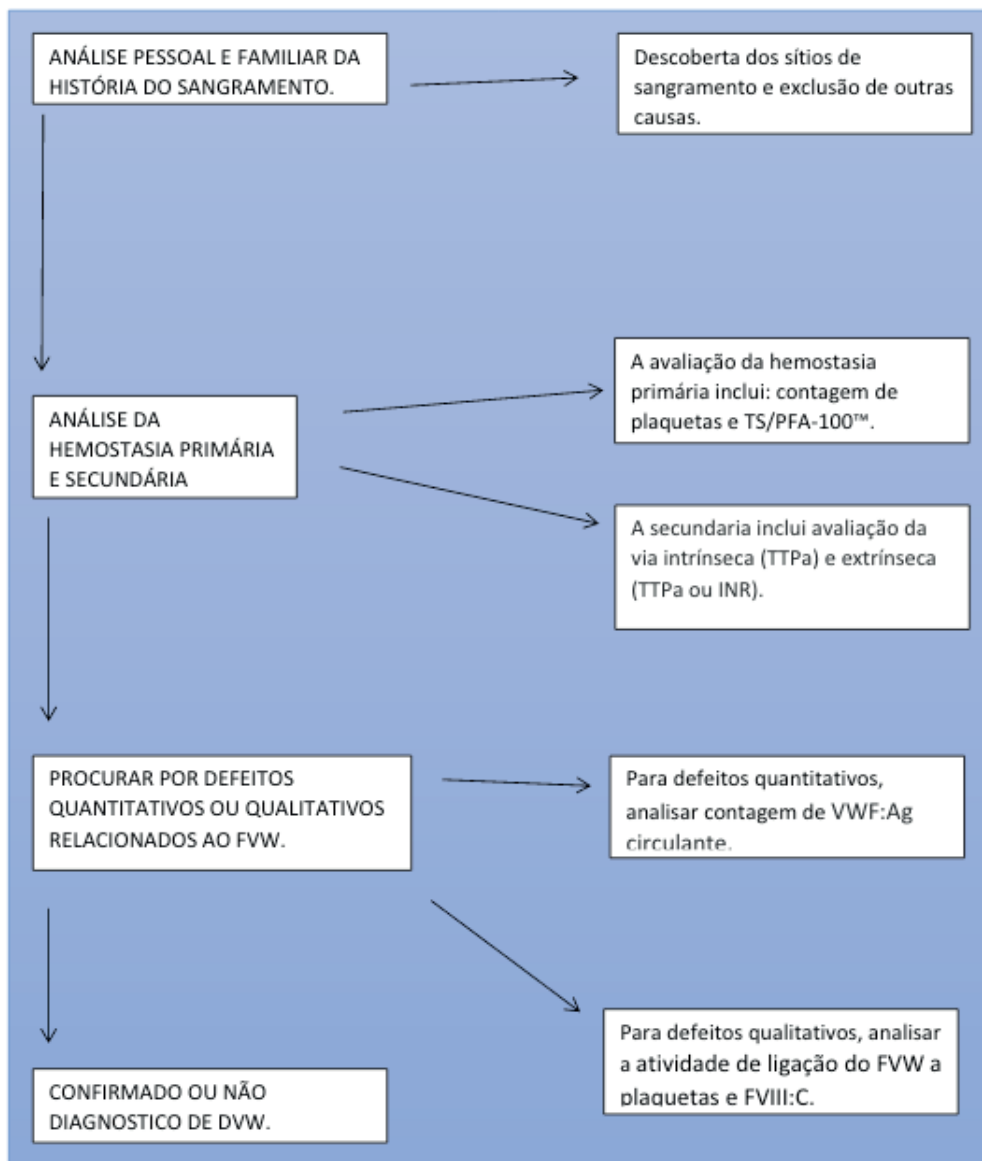 ANÁLISE PESSOAL E FAMILIAR DA
HISTÓRIA DO SANGRAMENTO.
Descoberta dos sítios de
sangramento e exclusão de outras
causas.
ANÁLISE DA
HEMOSTASIA PRIMÁRIA
E SECUNDÁRIA
A avaliação da hemostasia
primária inclui: contagem de
plaquetas e TS/PFA-100™.
A secundaria inclui avaliação da
via intrínseca (TTPa) e extrínseca
(TTPa ou INR).
PROCURAR POR DEFEITOS
QUANTITATIVOS OU QUALITATIVOS
RELACIONADOS AO FVW.
Para defeitos quantitativos,
analisar contagem de VWF:Ag
circulante.
Para defeitos qualitativos, analisar
a atividade de ligação do FVW a
plaquetas e FVIII:C.
CONFIRMADO OU NÃO
DIAGNOSTICO DE DVW.